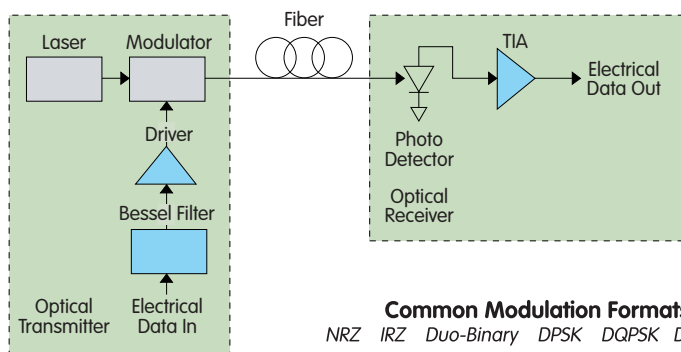 Fiber
Laser
Modulator
TIA
Electrical
Data Out
Driver
Photo
Detector
Bessel Filter
Optical
Receiver
Optical
Transmitter
Electrical
Data In
Common Modulation Formats
NRZ IRZ Duo-Binary DPSK DQPSK